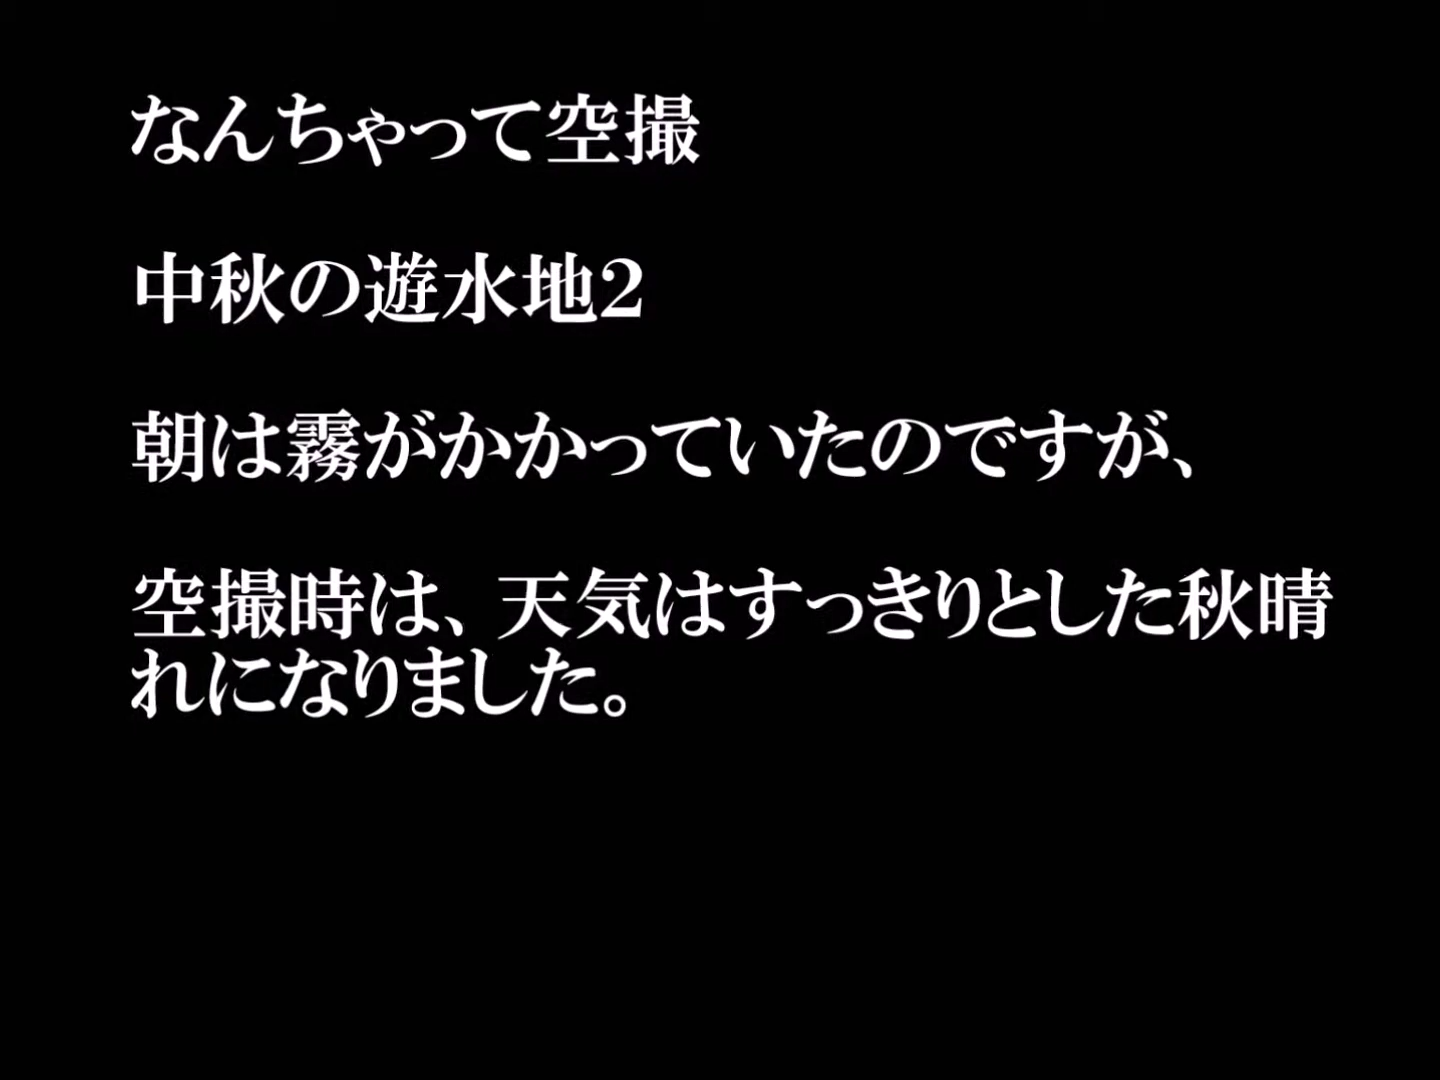 なんちゃって空撮
中秋の遊水地２
朝は霧がかかっていたのですが、
空撮時は、天気はすっきりとした秋晴
れになりました。